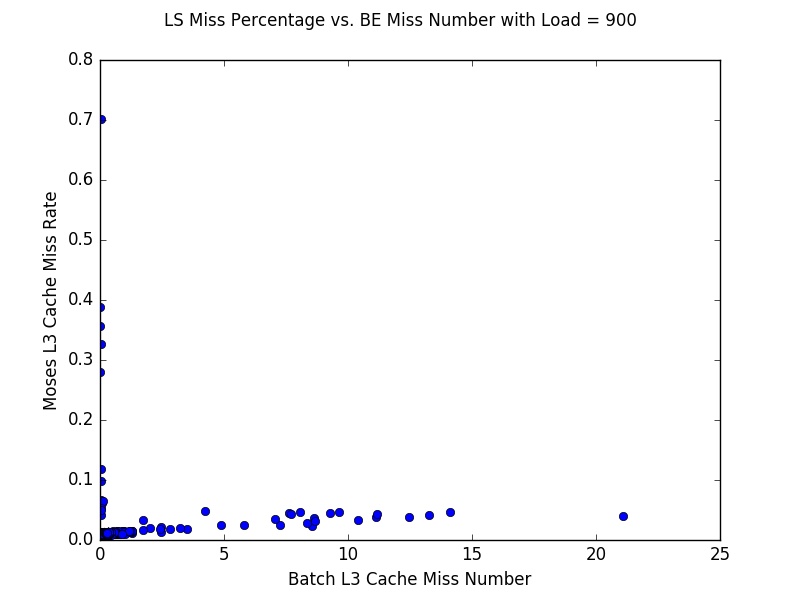 LS Miss Percentage vs. BE Miss Number with Load = 900
0.8
0.7
0.6
0.5
0.4
0.3
0.2
0.1
0.0
Moses L3 Cache Miss Rate
0 5 10 15 20 25
Batch L3 Cache Miss Number